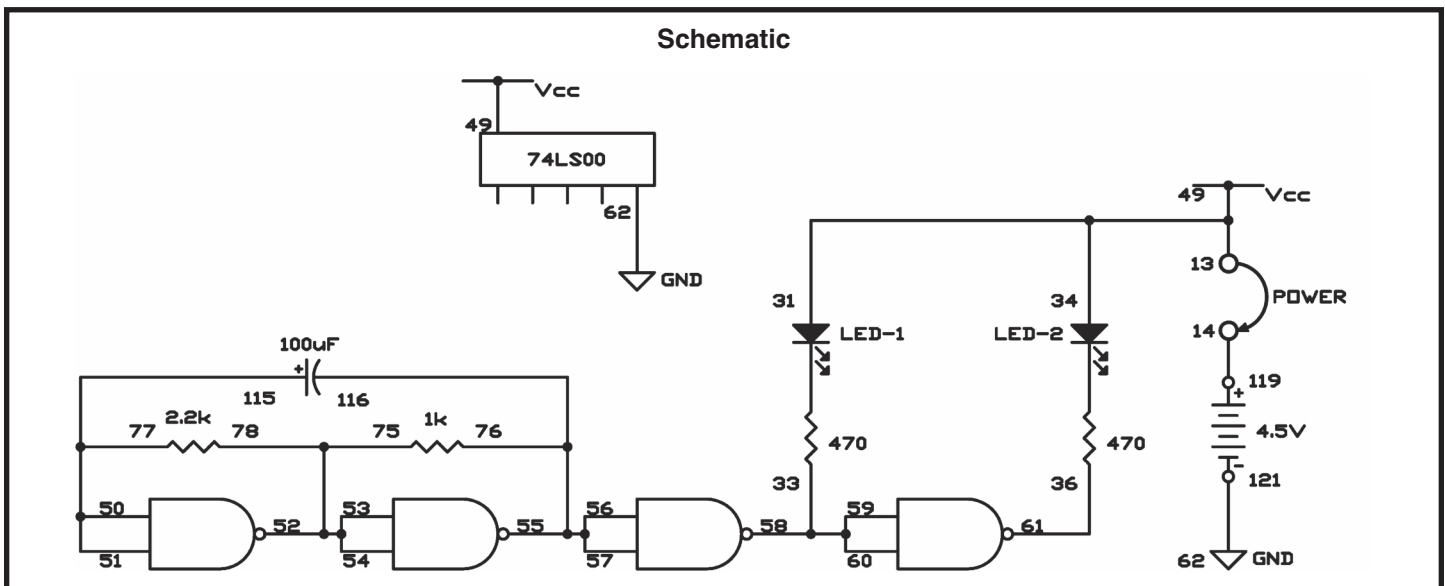 Schematic
Vcc
49
74LS00
62
GND
49 Vcc
13
POWER
14
31 34
LED-1 LED-2
119
+
4.5V
-
121
100uF
+
115 116
2.2k 1k
77 78 75 76
470 470
33 36
50 52 53 55 56 58 59 61
51 54 57 60
62 GND